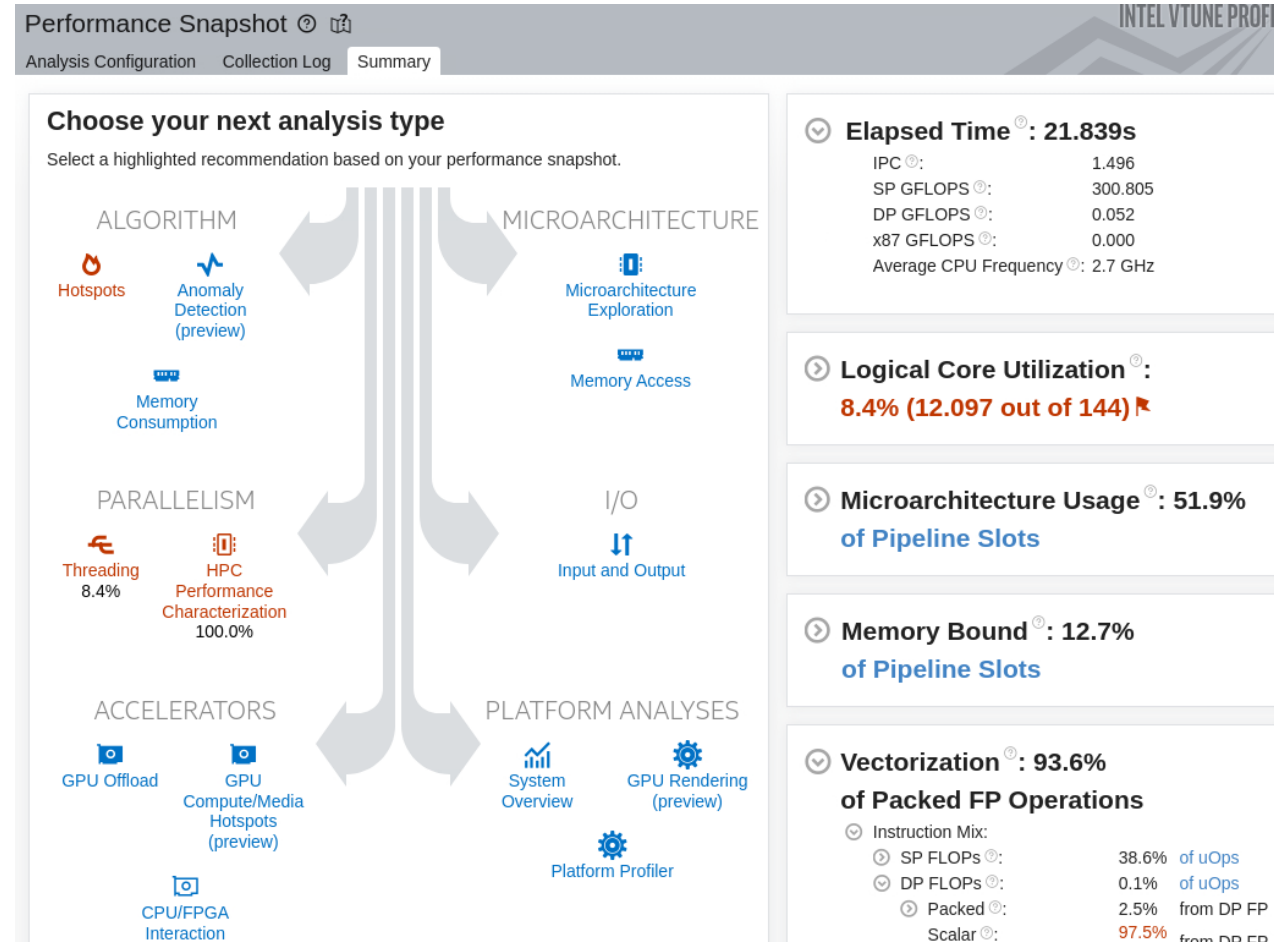 Performance Snapshot
INTEL VTUNE PROFI
Analysis Configuration Collection Log Summary
Choose your next analysis type
Select a highlighted recommendation based on your performance snapshot.
ALGORITHM
Hotspots
Anomaly
Detection
(preview)
Memory
Consumption
MICROARCHITECTURE
Microarchitecture
Exploration
Memory Access
PARALLELISM
Threading
8.4%
HPC
Performance
Characterization
100.0%
I/O
Input and Output
ACCELERATORS
GPU Offload
GPU
Compute/Media
Hotspots
(preview)
CPU/FPGA
Interaction
PLATFORM ANALYSES
System
Overview
GPU Rendering
(preview)
Platform Profiler
Elapsed Time: 21.839s
IPC: 1.496
SP GFLOPS: 300.805
DP GFLOPS: 0.052
x87 GFLOPS: 0.000
Average CPU Frequency: 2.7 GHz
Logical Core Utilization:
8.4% (12.097 out of 144)
Microarchitecture Usage: 51.9%
of Pipeline Slots
Memory Bound: 12.7%
of Pipeline Slots
Vectorization: 93.6%
of Packed FP Operations
Instruction Mix:
SP FLOPs: 38.6% of uOps
DP FLOPs: 0.1% of uOps
Packed: 2.5% from DP FP
Scalar: 97.5% from DP FP